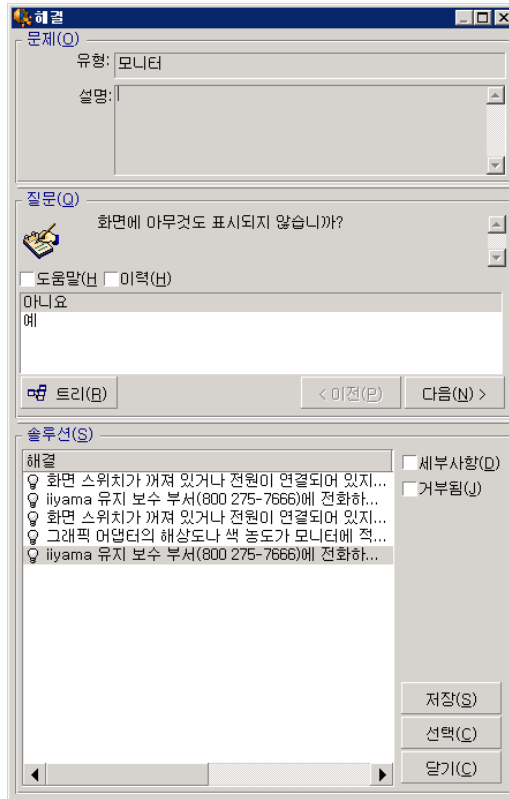 해결
문제(O)
유형: 모니터
설명:
질문(Q)
화면에 아무것도 표시되지 않습니까?
도움말(H 이력(H)
아니요
예
트리(R) < 이전(P) 다음(N) >
솔루션(S)
해결
화면 스위치가 꺼져 있거나 전원이 연결되어 있지...
iiyama 유지 보수 부서(800 275-7666)에 전화하...
화면 스위치가 꺼져 있거나 전원이 연결되어 있지...
그래픽 어댑터의 해상도나 색 농도가 모니터에 적...
iiyama 유지 보수 부서(800 275-7666)에 전화하...
세부사항(D)
거부됨(J)
저장(S)
선택(C)
닫기(C)